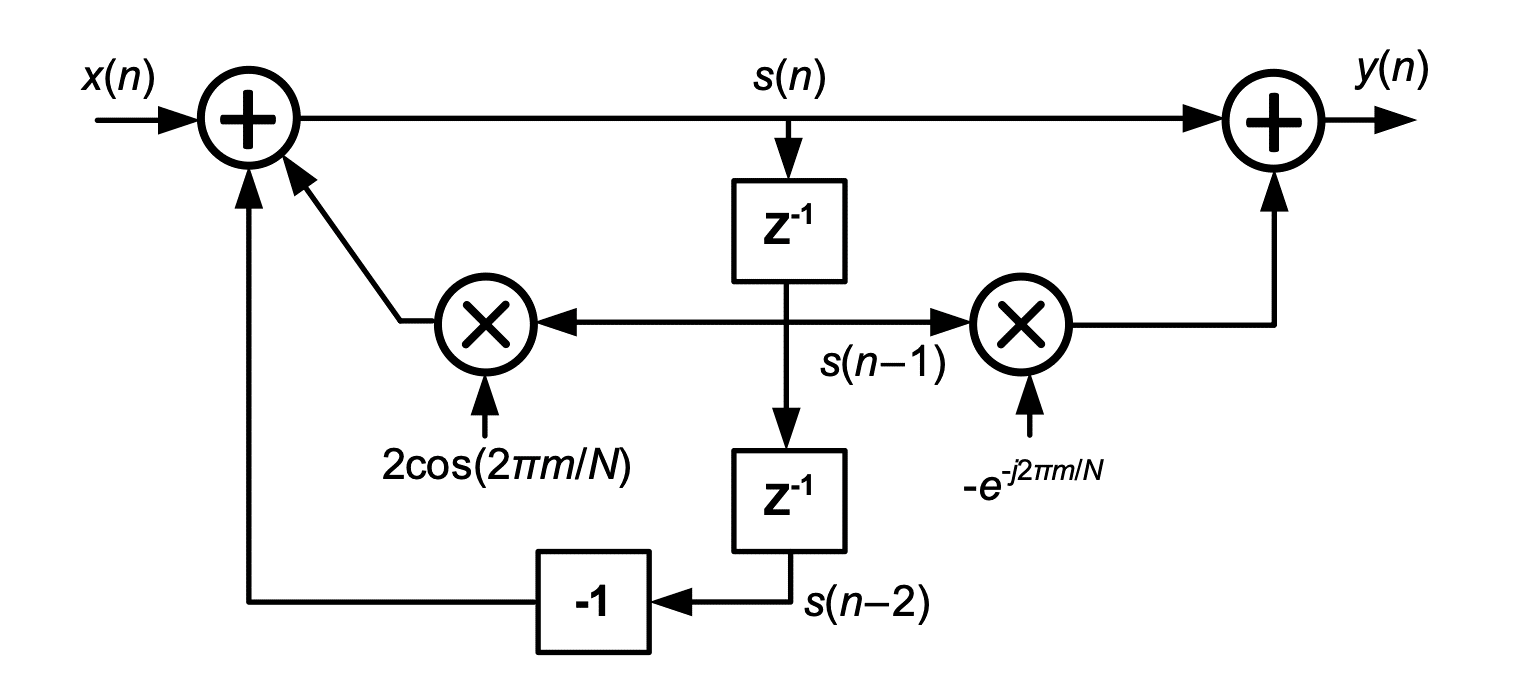 x(n)
s(n)
y(n)
z⁻¹
s(n−1)
2cos(2πm/N)
-e⁻ʲ²πᵐ/ᴺ
z⁻¹
-1
s(n−2)